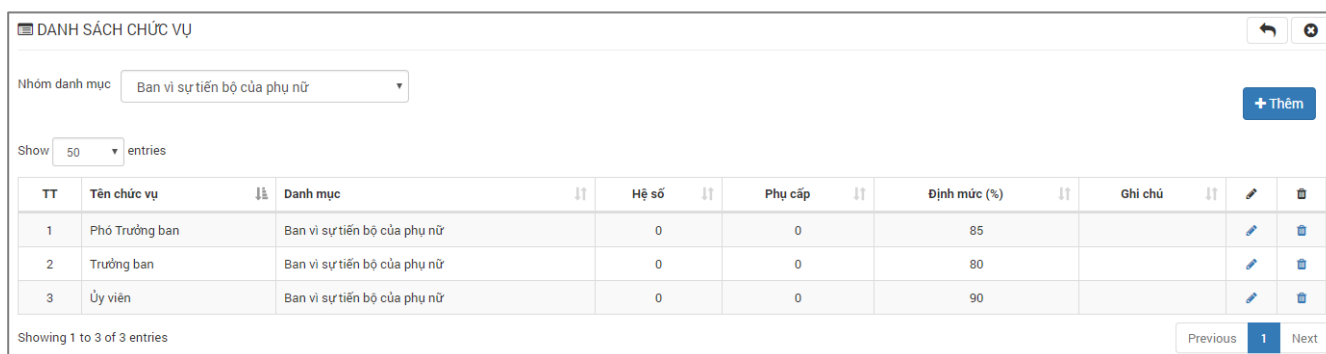 DANH SÁCH CHỨC VỤ
Nhóm danh mục Ban vì sự tiến bộ của phụ nữ
Thêm
Show 50 entries
TT Tên chức vụ Danh mục Hệ số Phụ cấp Định mức (%) Ghi chú
1 Phó Trưởng ban Ban vì sự tiến bộ của phụ nữ 0 0 85
2 Trưởng ban Ban vì sự tiến bộ của phụ nữ 0 0 80
3 Ủy viên Ban vì sự tiến bộ của phụ nữ 0 0 90
Showing 1 to 3 of 3 entries Previous 1 Next